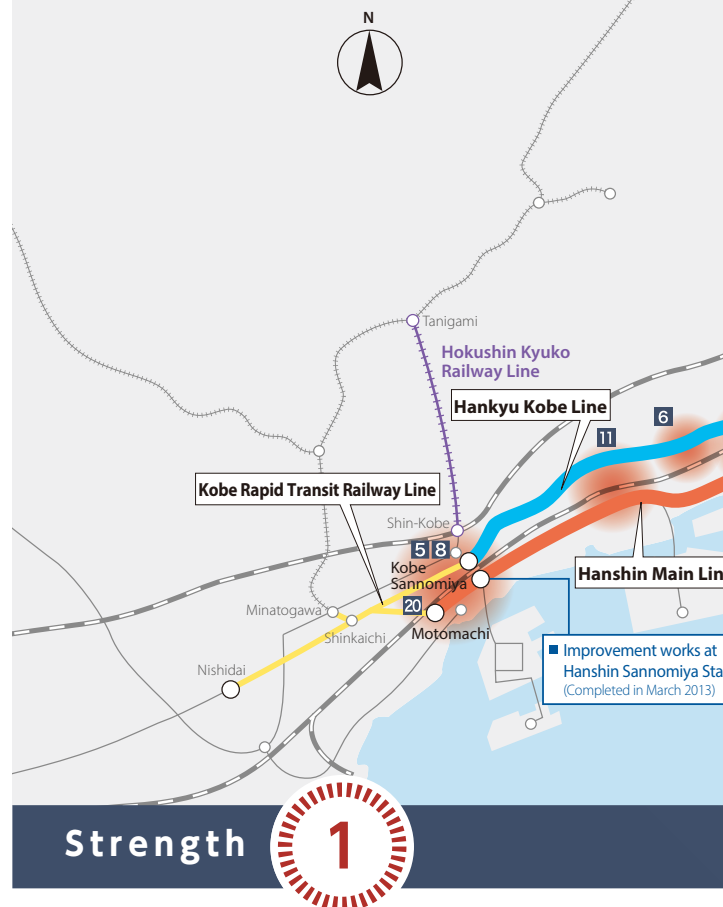 N
Tanigami
Hokushin Kyuko
Railway Line
Hankyu Kobe Line
6
11
Kobe Rapid Transit Railway Line
Shin-Kobe
5 8
Kobe
Sannomiya
Hanshin Main Lin
20
Minatogawa
Motomachi
Shinkaichi
Nishidai
■ Improvement works at
Hanshin Sannomiya Sta
(Completed in March 2013)
Strength 1